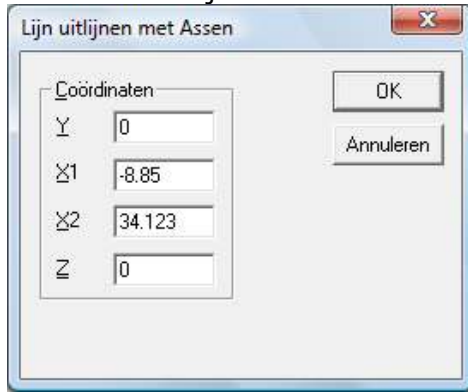 Lijn uitlijnen met Assen
Coördinaten
Y 0
X1 -8.85
X2 34.123
Z 0
OK
Annuleren